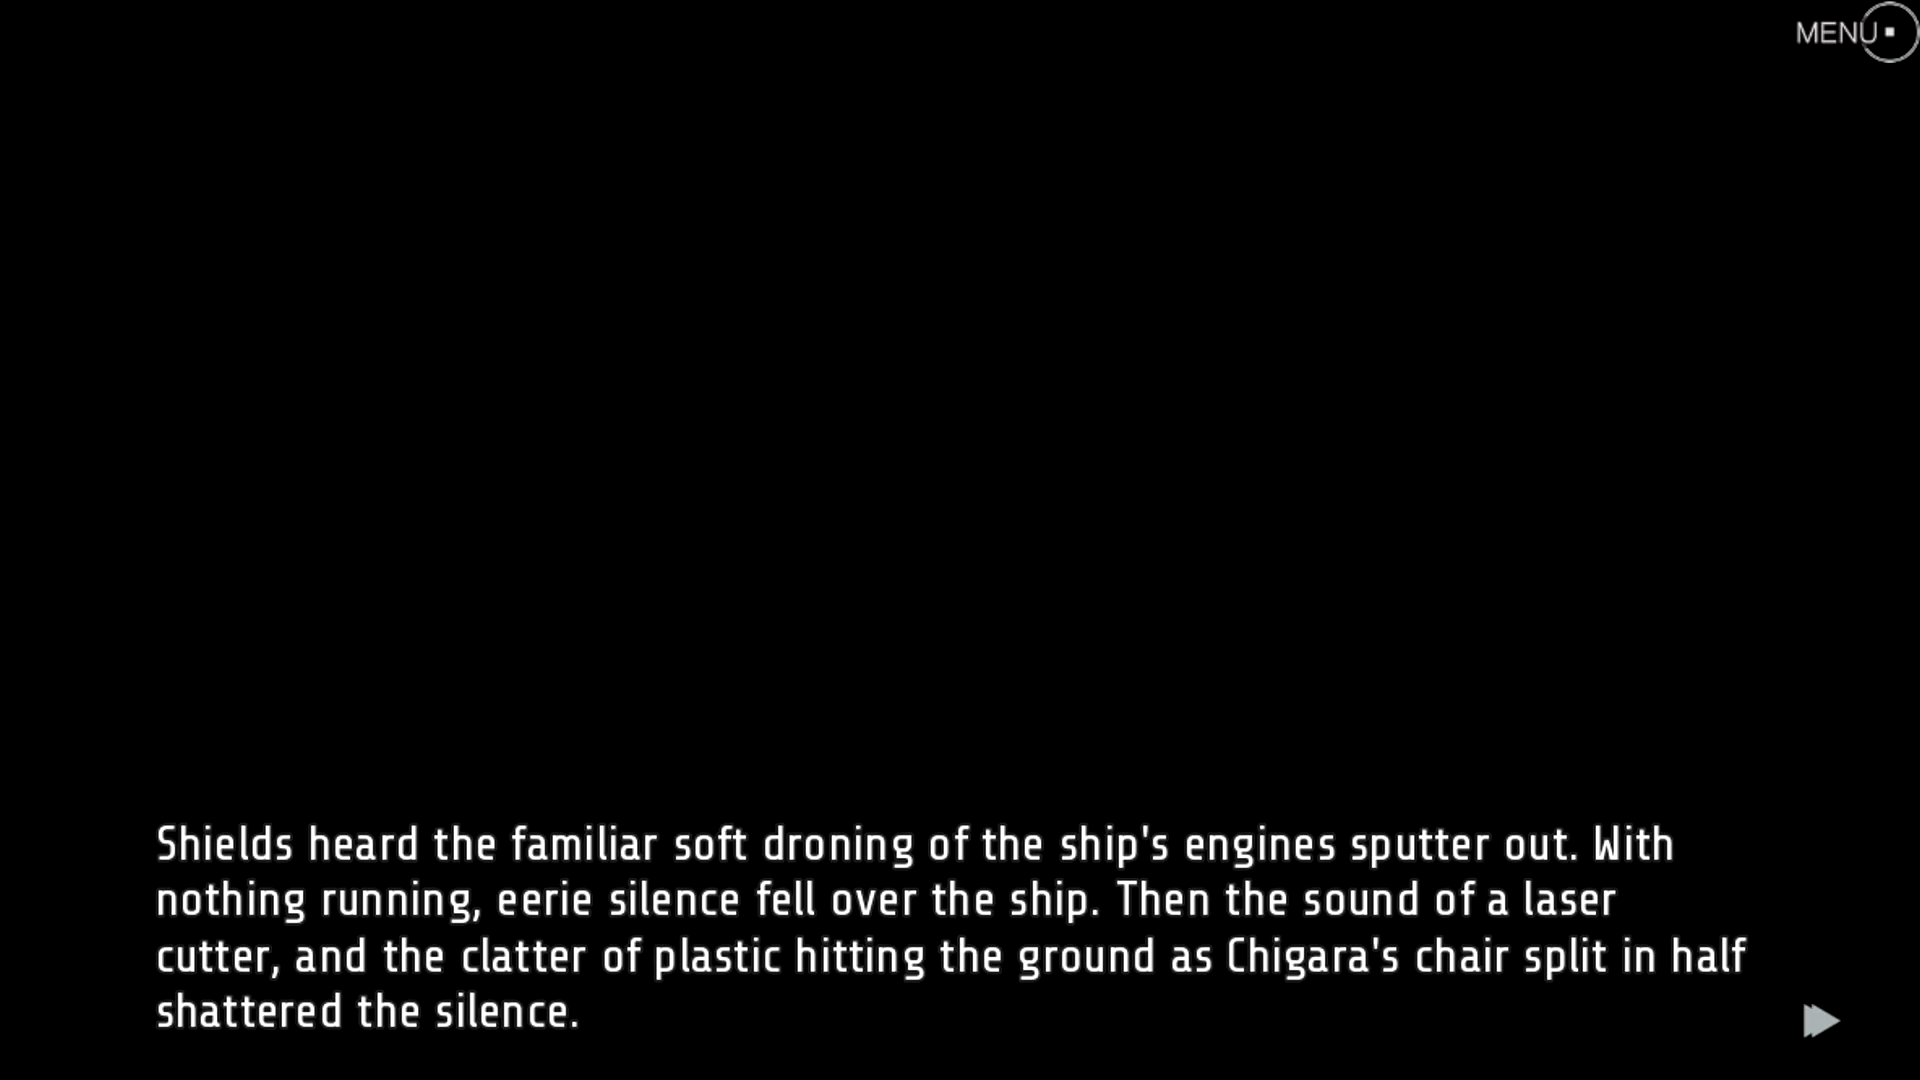 MENU
Shields heard the familiar soft droning of the ship's engines sputter out. With
nothing running, eerie silence fell over the ship. Then the sound of a laser
cutter, and the clatter of plastic hitting the ground as Chigara's chair split in half
shattered the silence.